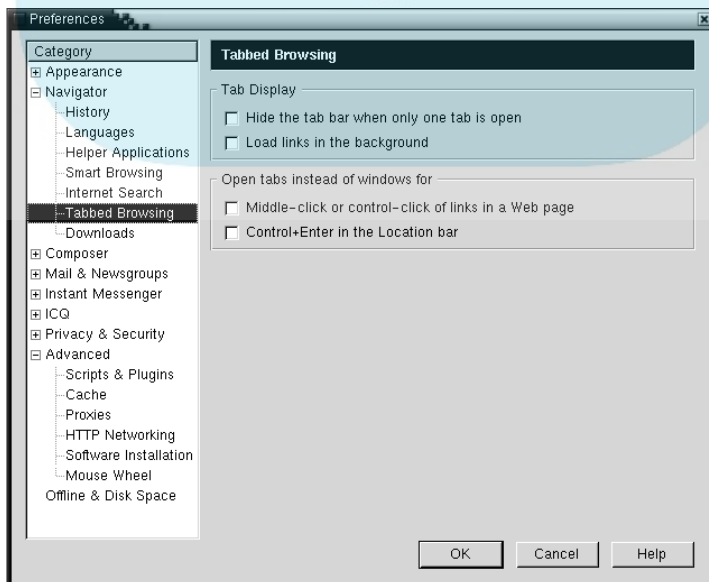 Preferences
Category
Appearance
Navigator
History
Languages
Helper Applications
Smart Browsing
Internet Search
Tabbed Browsing
Downloads
Composer
Mail & Newsgroups
Instant Messenger
ICQ
Privacy & Security
Advanced
Scripts & Plugins
Cache
Proxies
HTTP Networking
Software Installation
Mouse Wheel
Offline & Disk Space
Tabbed Browsing
Tab Display
Hide the tab bar when only one tab is open
Load links in the background
Open tabs instead of windows for
Middle-click or control-click of links in a Web page
Control+Enter in the Location bar
OK
Cancel
Help